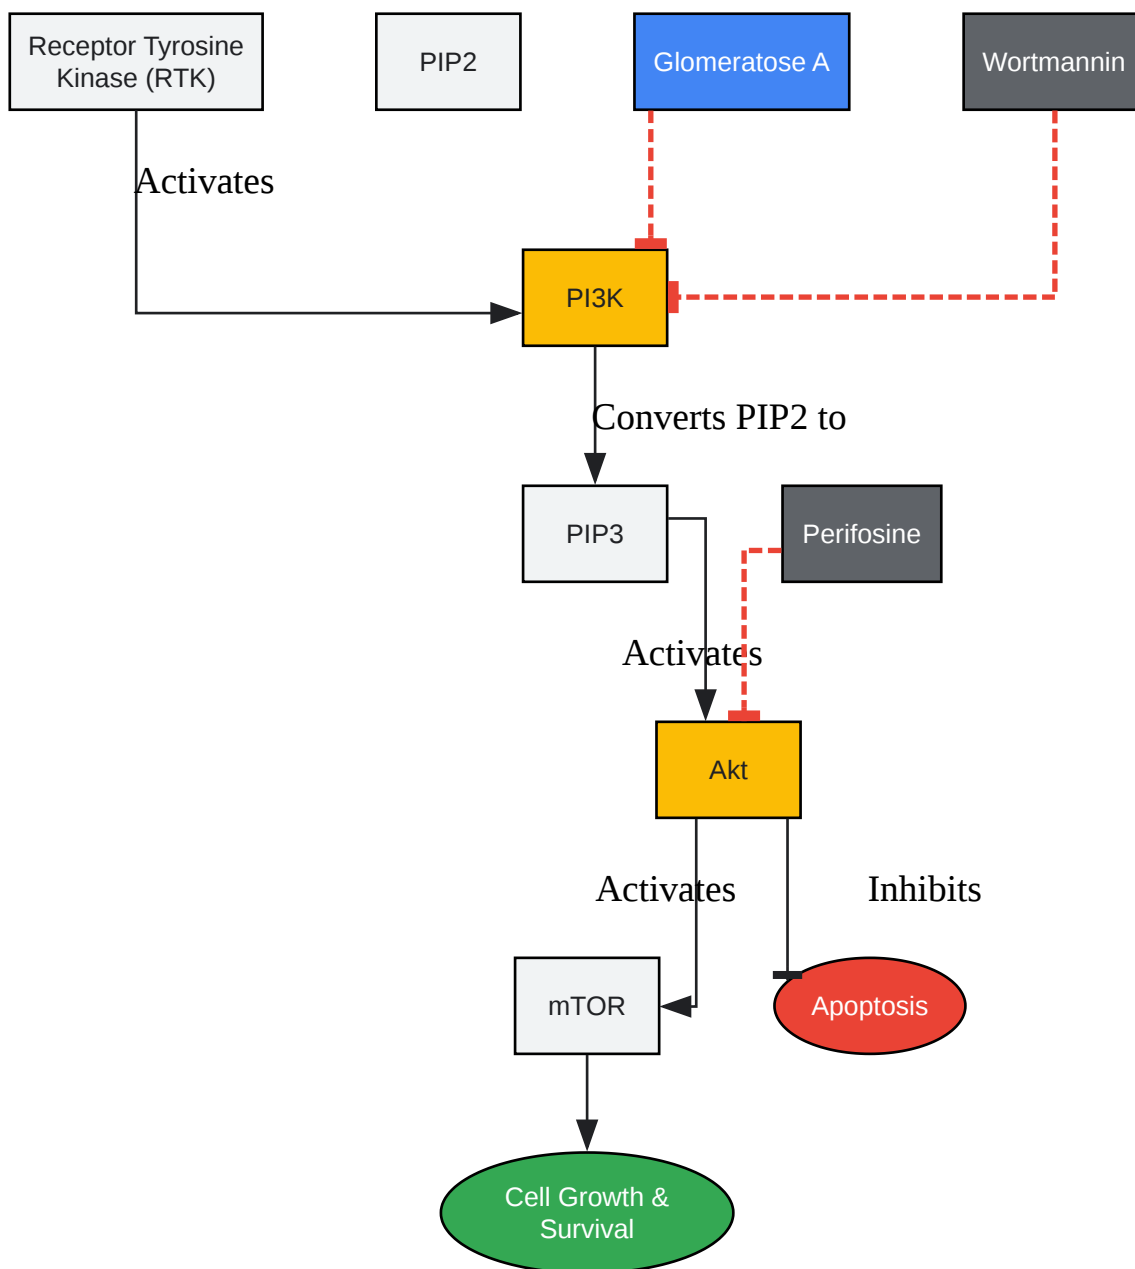 Receptor Tyrosine
Kinase (RTK)
PIP2
Glomeratose A
Wortmannin
Activates
PI3K
Converts PIP2 to
PIP3
Perifosine
Activates
Akt
Activates
Inhibits
mTOR
Apoptosis
Cell Growth &
Survival